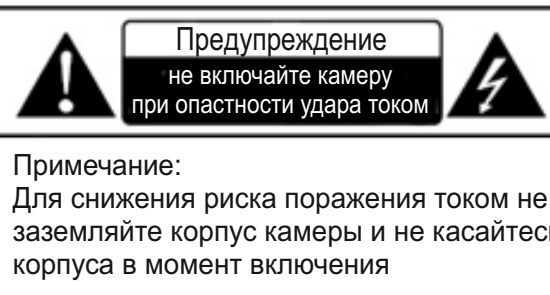 Предупреждение
не включайте камеру
при опастности удара током
Примечание:
Для снижения риска поражения током не
заземляйте корпус камеры и не касайтесь
корпуса в момент включения